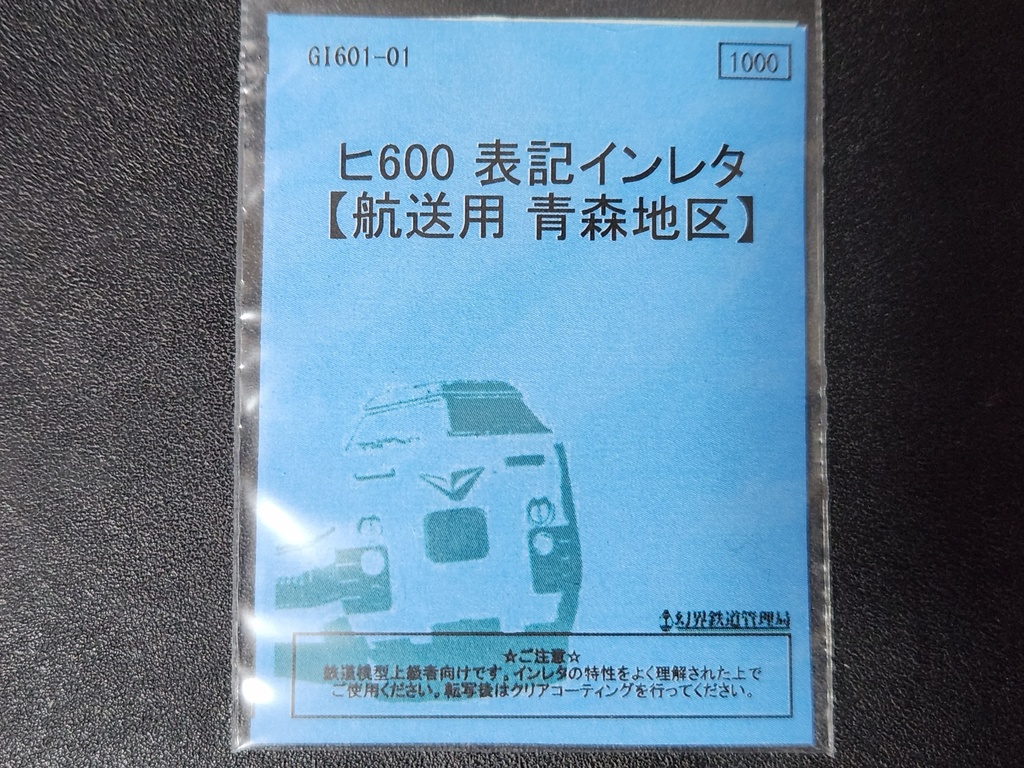 GI601-01
1000
ヒ600 表記インレタ
【航送用 青森地区】
幻界鉄道管理局
☆ご注意☆
鉄道模型上級者向けです。インレタの特性をよく理解された上で
ご使用ください。転写後はクリアコーティングを行ってください。